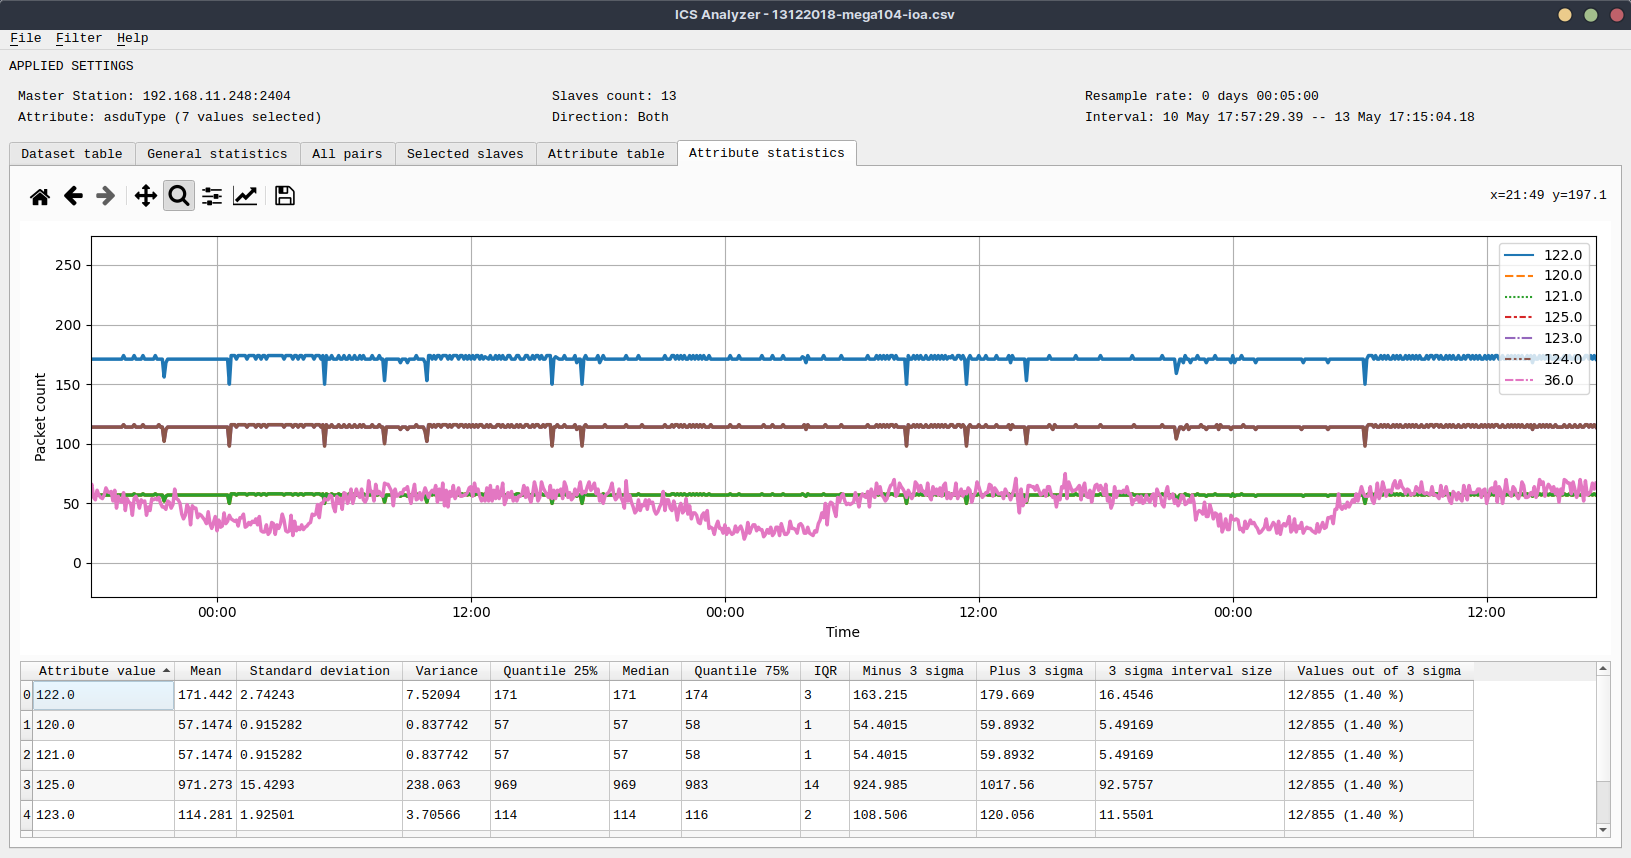 ICS Analyzer - 13122018-mega104-ioa.csv
File Filter Help
APPLIED SETTINGS
Master Station: 192.168.11.248:2404 Slaves count: 13 Resample rate: 0 days 00:05:00
Attribute: asduType (7 values selected) Direction: Both Interval: 10 May 17:57:29.39 -- 13 May 17:15:04.18
Dataset table General statistics All pairs Selected slaves Attribute table Attribute statistics
x=21:49 y=197.1
250
200
150
100
50
0
Packet count
122.0
120.0
121.0
125.0
123.0
124.0
36.0
00:00 12:00 00:00 12:00 00:00 12:00
Time
Attribute value Mean Standard deviation Variance Quantile 25% Median Quantile 75% IQR Minus 3 sigma Plus 3 sigma 3 sigma interval size Values out of 3 sigma
0 122.0 171.442 2.74243 7.52094 171 171 174 3 163.215 179.669 16.4546 12/855 (1.40 %)
1 120.0 57.1474 0.915282 0.837742 57 57 58 1 54.4015 59.8932 5.49169 12/855 (1.40 %)
2 121.0 57.1474 0.915282 0.837742 57 57 58 1 54.4015 59.8932 5.49169 12/855 (1.40 %)
3 125.0 971.273 15.4293 238.063 969 969 983 14 924.985 1017.56 92.5757 12/855 (1.40 %)
4 123.0 114.281 1.92501 3.70566 114 114 116 2 108.506 120.056 11.5501 12/855 (1.40 %)